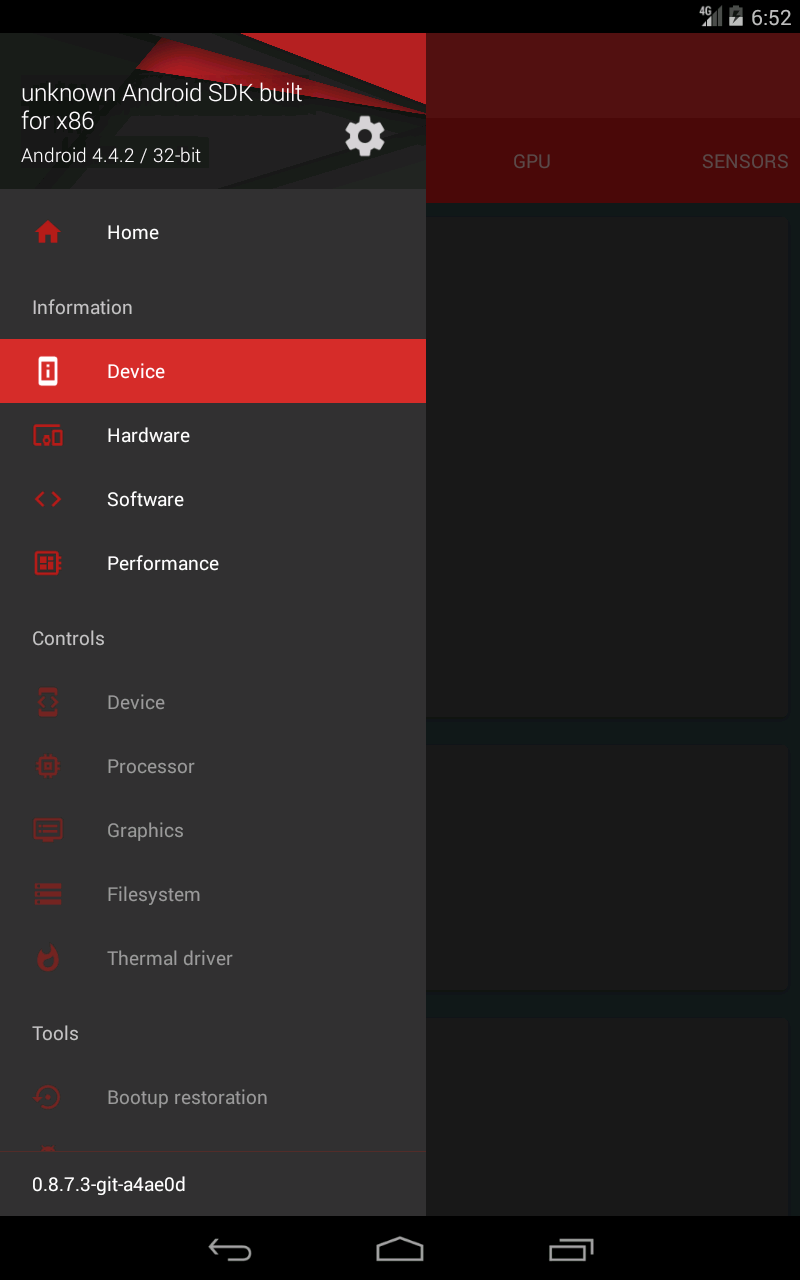 4G 6:52
unknown Android SDK built
for x86
Android 4.4.2 / 32-bit
GPU SENSORS
Home
Information
Device
Hardware
Software
Performance
Controls
Device
Processor
Graphics
Filesystem
Thermal driver
Tools
Bootup restoration
0.8.7.3-git-a4ae0d